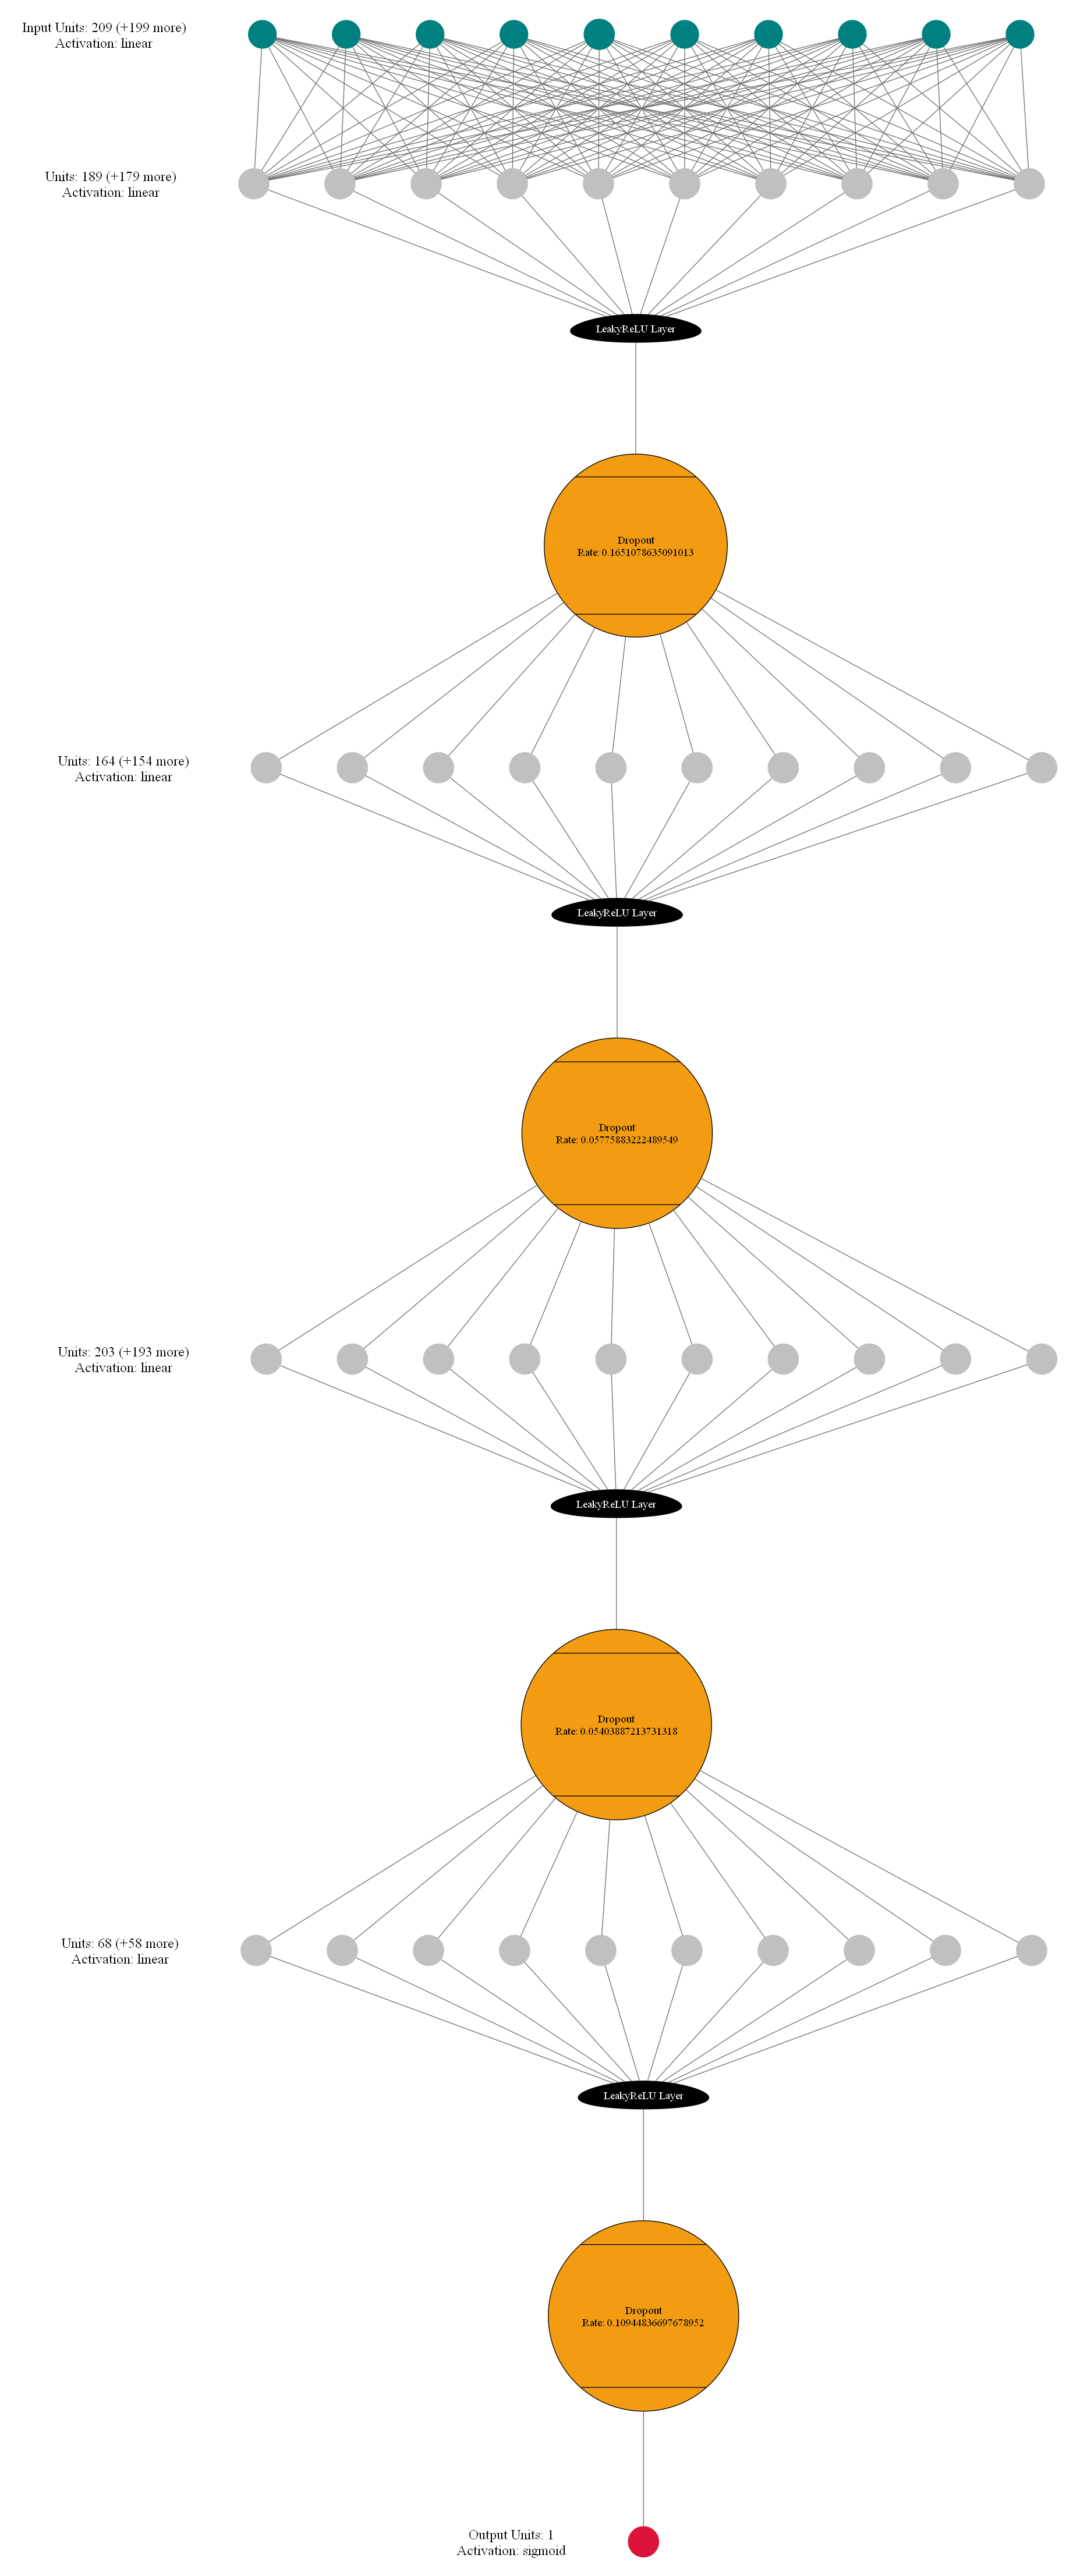 Input Units: 209 (+199 more)
Activation: linear
Units: 189 (+179 more)
Activation: linear
LeakyReLU Layer
Dropout
Rate: 0.1651078635091013
Units: 164 (+154 more)
Activation: linear
LeakyReLU Layer
Dropout
Rate: 0.05775883222489549
Units: 203 (+193 more)
Activation: linear
LeakyReLU Layer
Dropout
Rate: 0.05403887213731318
Units: 68 (+58 more)
Activation: linear
LeakyReLU Layer
Dropout
Rate: 0.10944836697678952
Output Units: 1
Activation: sigmoid